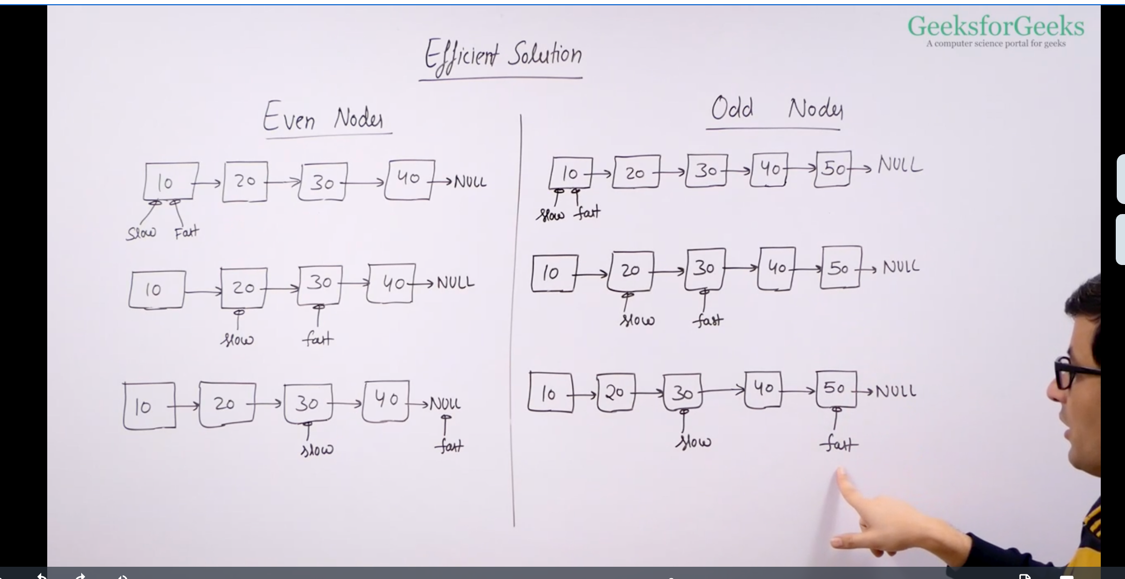 GeeksforGeeks
A computer science portal for geeks
Efficient Solution
Even Nodes
10 20 30 40 NULL
Slow Fast
10 20 30 40 NULL
slow fast
10 20 30 40 NULL
slow fast
Odd Nodes
10 20 30 40 50 NULL
slow fast
10 20 30 40 50 NULL
slow fast
10 20 30 40 50 NULL
slow fast